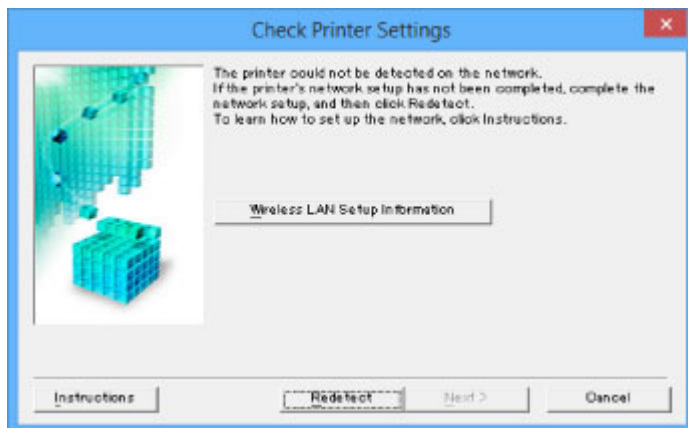 Check Printer Settings
The printer could not be detected on the network.
If the printer's network setup has not been completed, complete the
network setup, and then click Redetect.
To learn how to set up the network, click Instructions.
Wireless LAN Setup Information
Instructions
Redetect
Next >
Cancel